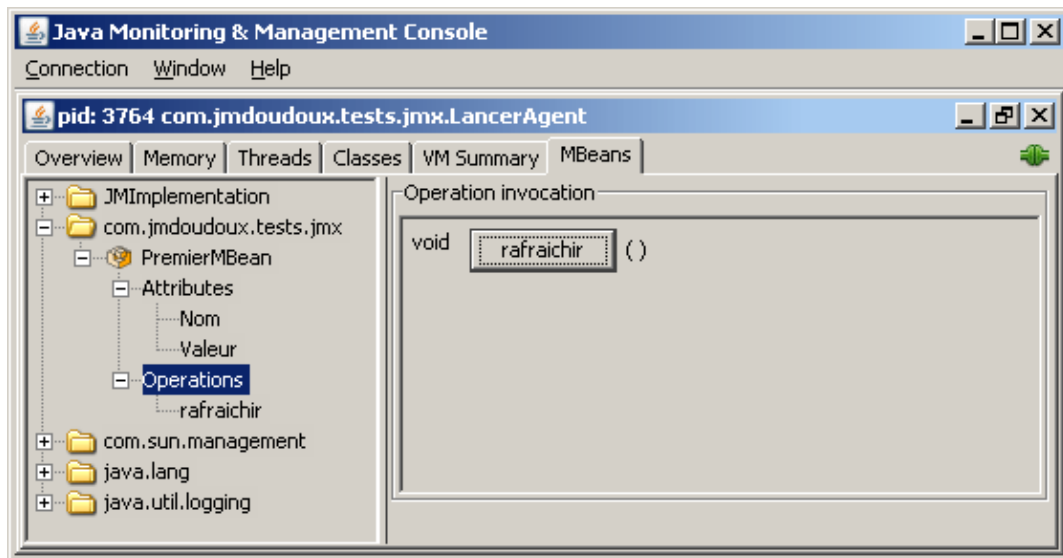 Java Monitoring & Management Console
Connection Window Help
pid: 3764 com.jmdoudoux.tests.jmx.LancerAgent
Overview Memory Threads Classes VM Summary MBeans
JMImplementation
com.jmdoudoux.tests.jmx
PremierMBean
Attributes
Nom
Valeur
Operations
rafraichir
com.sun.management
java.lang
java.util.logging
Operation invocation
void rafraichir ( )